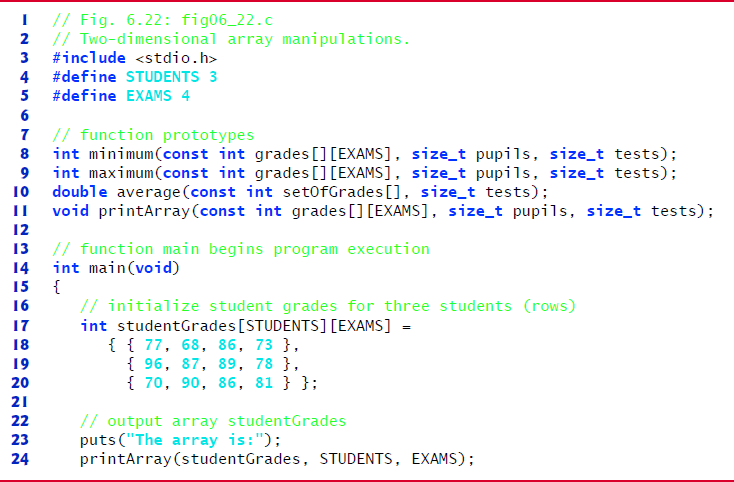 1 // Fig. 6.22: fig06_22.c
2 // Two-dimensional array manipulations.
3 #include <stdio.h>
4 #define STUDENTS 3
5 #define EXAMS 4
6
7 // function prototypes
8 int minimum(const int grades[][EXAMS], size_t pupils, size_t tests);
9 int maximum(const int grades[][EXAMS], size_t pupils, size_t tests);
10 double average(const int setOfGrades[], size_t tests);
11 void printArray(const int grades[][EXAMS], size_t pupils, size_t tests);
12
13 // function main begins program execution
14 int main(void)
15 {
16    // initialize student grades for three students (rows)
17    int studentGrades[STUDENTS][EXAMS] =
18       { { 77, 68, 86, 73 },
19         { 96, 87, 89, 78 },
20         { 70, 90, 86, 81 } };
21
22    // output array studentGrades
23    puts("The array is:");
24    printArray(studentGrades, STUDENTS, EXAMS);